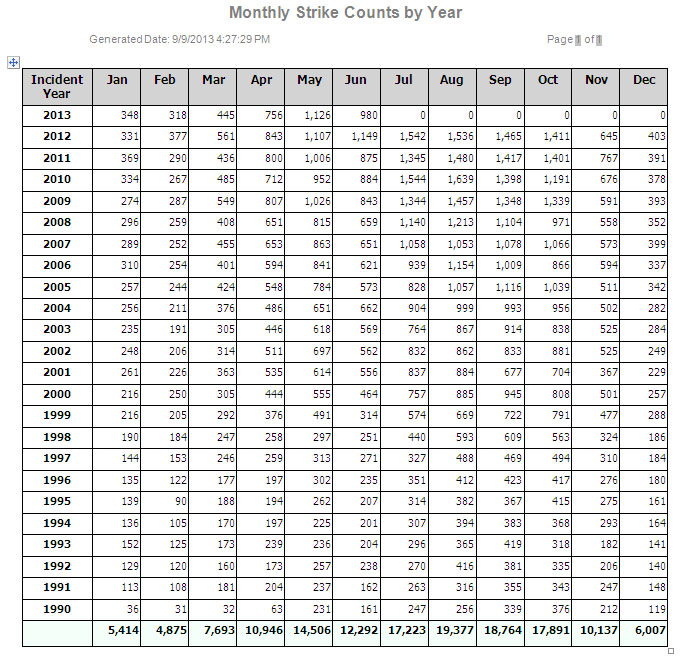 Monthly Strike Counts by Year
Generated Date: 9/9/2013 4:27:29 PM Page 1 of 1
Incident Year Jan Feb Mar Apr May Jun Jul Aug Sep Oct Nov Dec
2013 348 318 445 756 1,126 980 0 0 0 0 0 0
2012 331 377 561 843 1,107 1,149 1,542 1,536 1,465 1,411 645 403
2011 369 290 436 800 1,006 875 1,345 1,480 1,417 1,401 767 391
2010 334 267 485 712 952 884 1,544 1,639 1,398 1,191 676 378
2009 274 287 549 807 1,026 843 1,344 1,457 1,348 1,339 591 393
2008 296 259 408 651 815 659 1,140 1,213 1,104 971 558 352
2007 289 252 455 653 863 651 1,058 1,053 1,078 1,066 573 399
2006 310 254 401 594 841 621 939 1,154 1,009 866 594 337
2005 257 244 424 548 784 573 828 1,057 1,116 1,039 511 342
2004 256 211 376 486 651 662 904 999 993 956 502 282
2003 235 191 305 446 618 569 764 867 914 838 525 284
2002 248 206 314 511 697 562 832 862 833 881 525 249
2001 261 226 363 535 614 556 837 884 677 704 367 229
2000 216 250 305 444 555 464 757 885 945 808 501 257
1999 216 205 292 376 491 314 574 669 722 791 477 288
1998 190 184 247 258 297 251 440 593 609 563 324 186
1997 144 153 246 259 313 271 327 488 469 494 310 184
1996 135 122 177 197 302 235 351 412 423 417 276 180
1995 139 90 188 194 262 207 314 382 367 415 275 161
1994 136 105 170 197 225 201 307 394 383 368 293 164
1993 152 125 173 239 236 204 296 365 419 318 182 141
1992 129 120 160 173 257 238 270 416 381 335 206 140
1991 113 108 181 204 237 162 263 316 355 343 247 148
1990 36 31 32 63 231 161 247 256 339 376 212 119
5,414 4,875 7,693 10,946 14,506 12,292 17,223 19,377 18,764 17,891 10,137 6,007